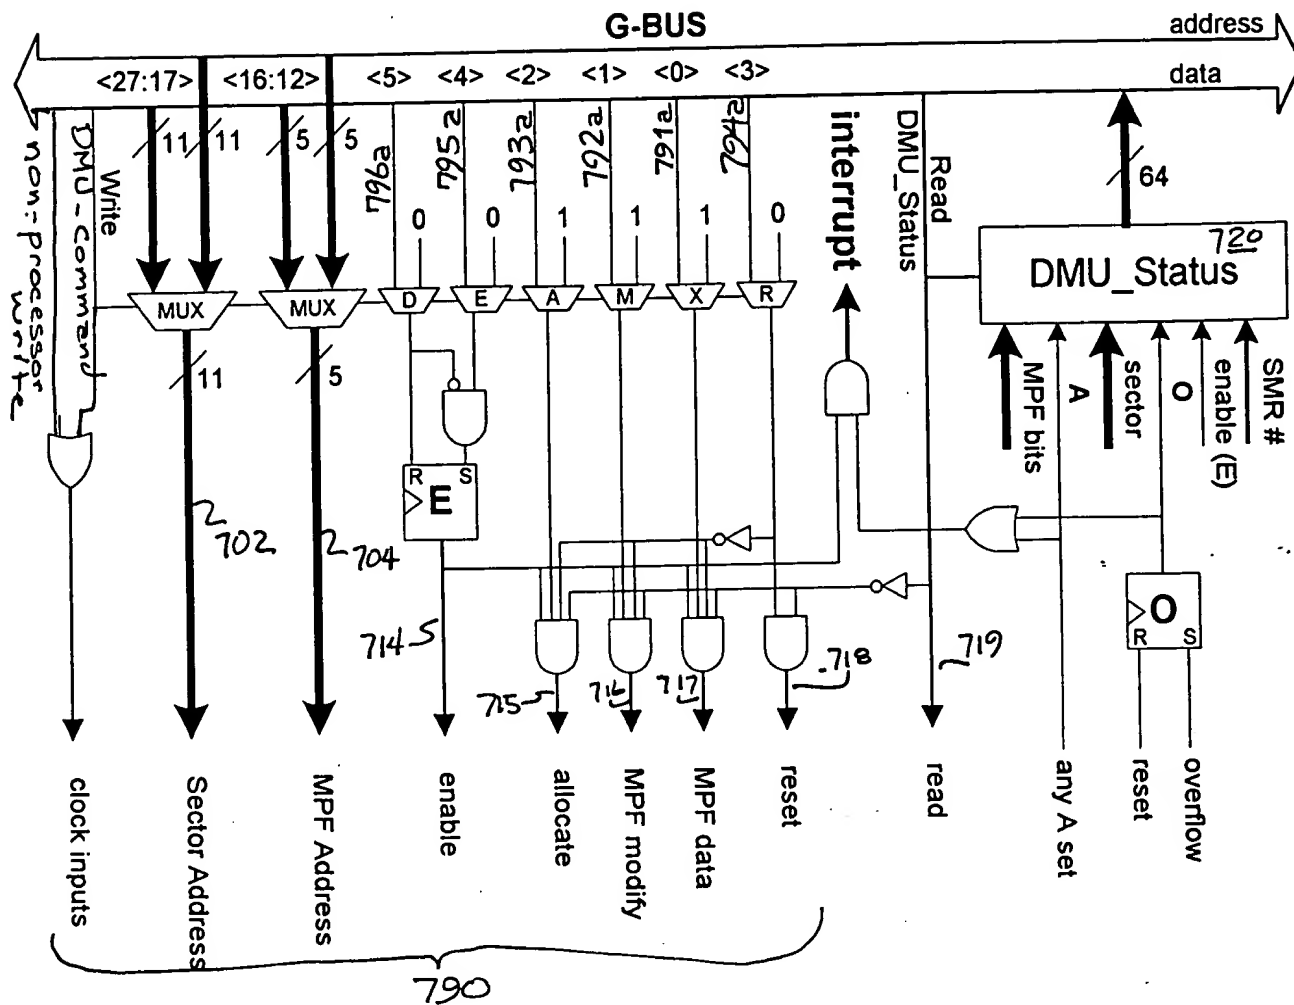 G-BUS
address
data
<27:17>
<16:12>
<5>
<4>
<2>
<1>
<0>
<3>
11
11
5
5
796a
795a
793a
792a
791a
794a
0
0
1
1
1
0
Write
DMU-command
non-processor
write
interrupt
Read
DMU_Status
64
720
DMU_Status
MUX
MUX
D
E
A
M
X
R
11
5
MPF bits
A
sector
O
enable (E)
SMR #
R
S
E
702
704
O
R
S
714
715
716
717
718
719
clock inputs
Sector Address
MPF Address
enable
allocate
MPF modify
MPF data
reset
read
any A set
reset
overflow
790